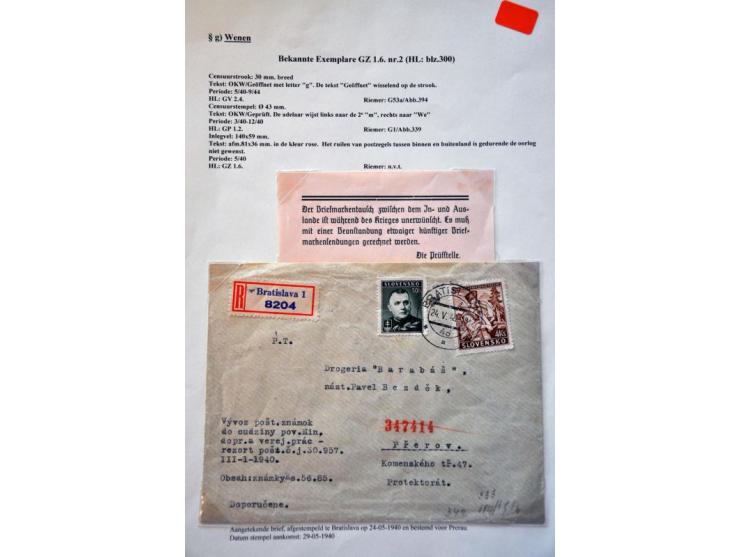 § g) Wenen
Bekannte Exemplare GZ 1.6. nr.2 (HL: blz.300)
Censuurstrook: 30 mm. breed
Tekst: OKW/Geöffnet met letter "g". De tekst "Geöffnet" wisselend op de strook.
Periode: 5/40-9/44
HL: GV 2.4. Riemer: G53a/Abb.394
Censuurstempel: Ø 43 mm.
Tekst: OKW/Geprüft. De adelaar wijst links naar de 2e "m", rechts naar "We"
Periode: 3/40-12/40
HL: GP 1.2. Riemer: G1/Abb.339
Inlegvel: 140x59 mm.
Tekst: afm.81x36 mm. in de kleur rose. Het ruilen van postzegels tussen binnen en buitenland is gedurende de oorlog
niet gewenst.
Periode: 5/40
HL: GZ 1.6. Riemer: n.v.t.
Der Briefmarkentausch zwischen dem In- und Aus-
lande ist während des Krieges unerwünscht. Es muß
mit einer Beanstandung etwaiger künftiger Brief-
markensendungen gerechnet werden.
Die Prüfstelle.
R Bratislava 1
8204
SLOVENSKO
50
BRATIS
24.V.
4Ks
SLOVENSKO
P.T.
Drogeria "Barabáš",
nást.Pavel Bezděk,
347414
Přerov.
Komenského tř.47.
Protektorát.
Vývoz pošt.známok
do cudziny pov.Min.
dopr.a verej.prác -
rezort pošt.č.j.30.957.
III-1-1940.
Obsah:známky s.56.85.
Doporučene.
Aangetekende brief, afgestempeld te Bratislava op 24-05-1940 en bestemd voor Prerau.
Datum stempel aankomst: 29-05-1940